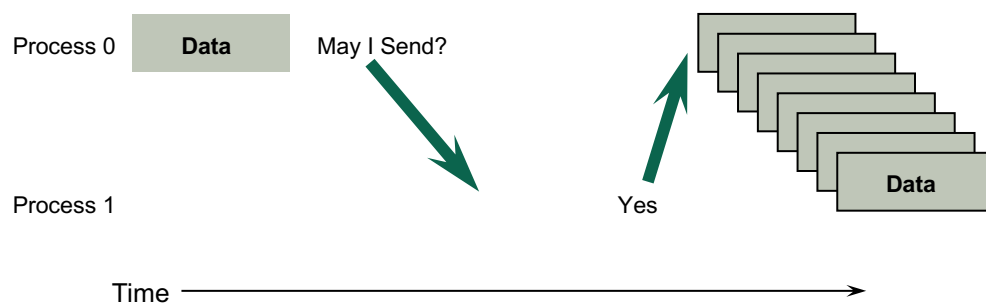 Process 0
Data
May I Send?
Process 1
Yes
Data
Time